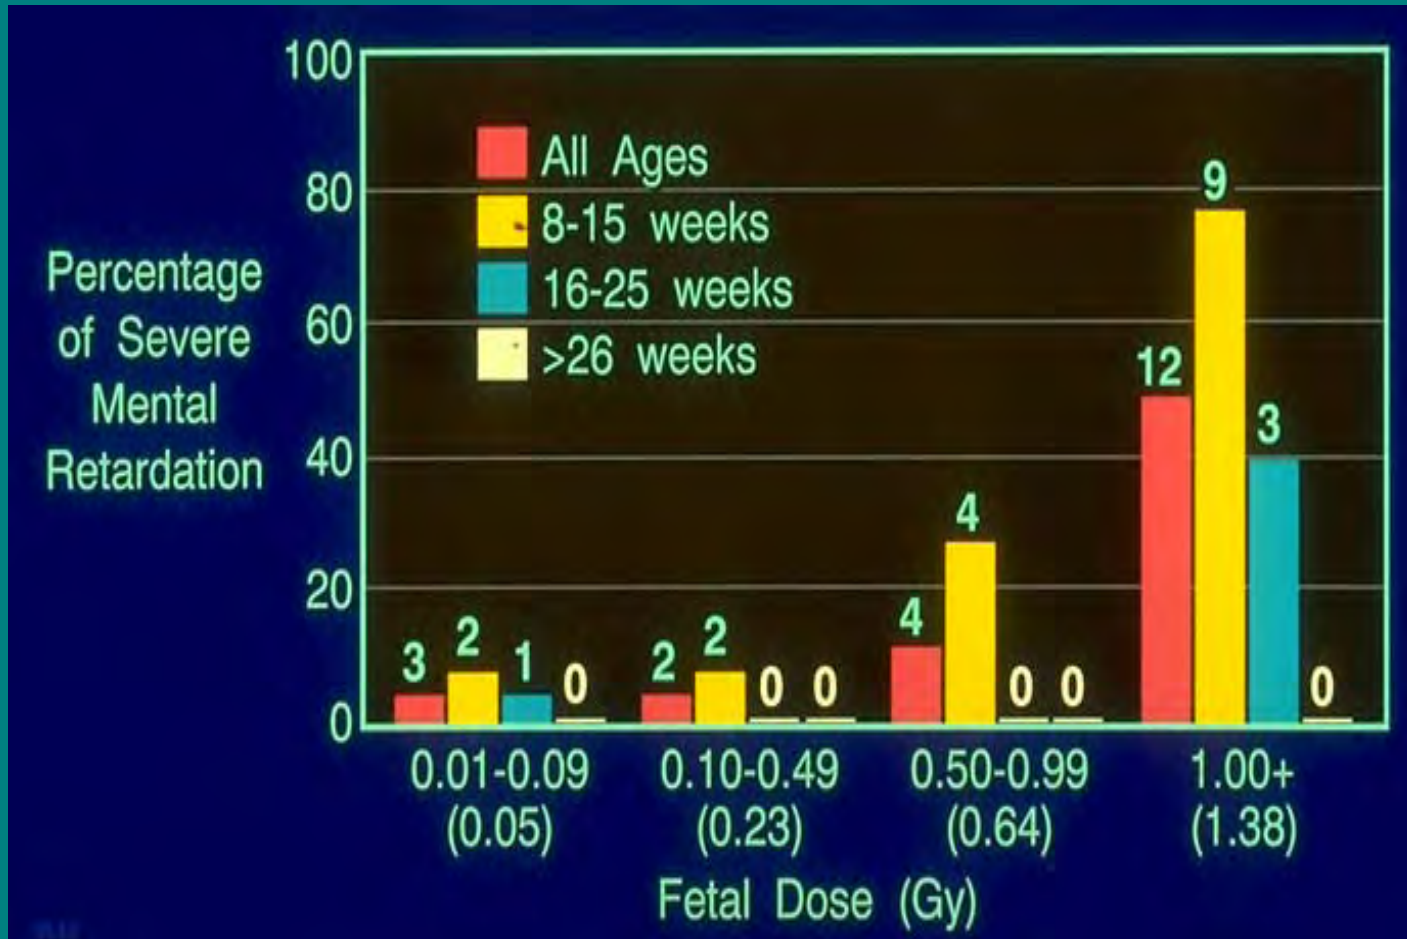 100
80
60
40
20
0
Percentage
of Severe
Mental
Retardation
All Ages
8-15 weeks
16-25 weeks
>26 weeks
3 2 1 0
2 2 0 0
4 4 0 0
12 9 3 0
0.01-0.09
(0.05)
0.10-0.49
(0.23)
0.50-0.99
(0.64)
1.00+
(1.38)
Fetal Dose (Gy)